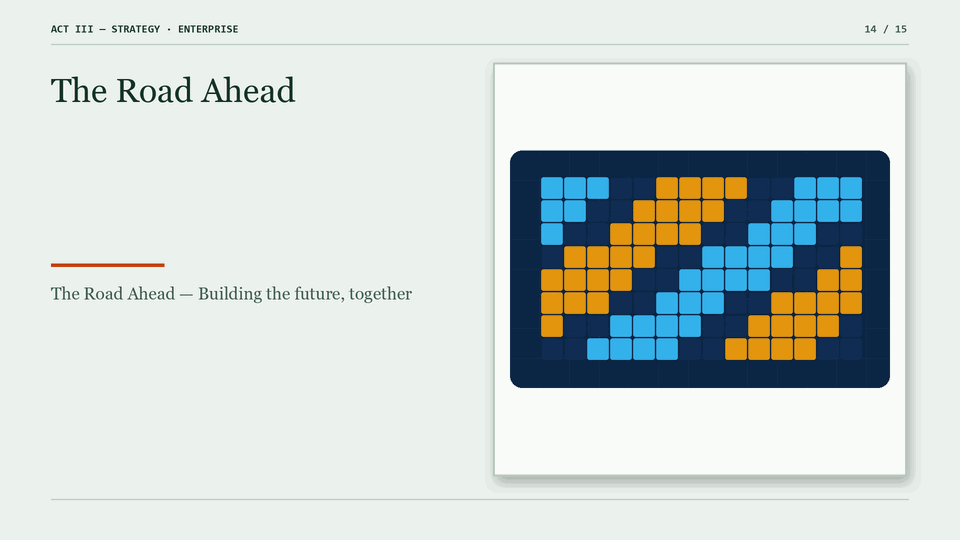 ACT III — STRATEGY · ENTERPRISE
14 / 15
The Road Ahead
The Road Ahead — Building the future, together